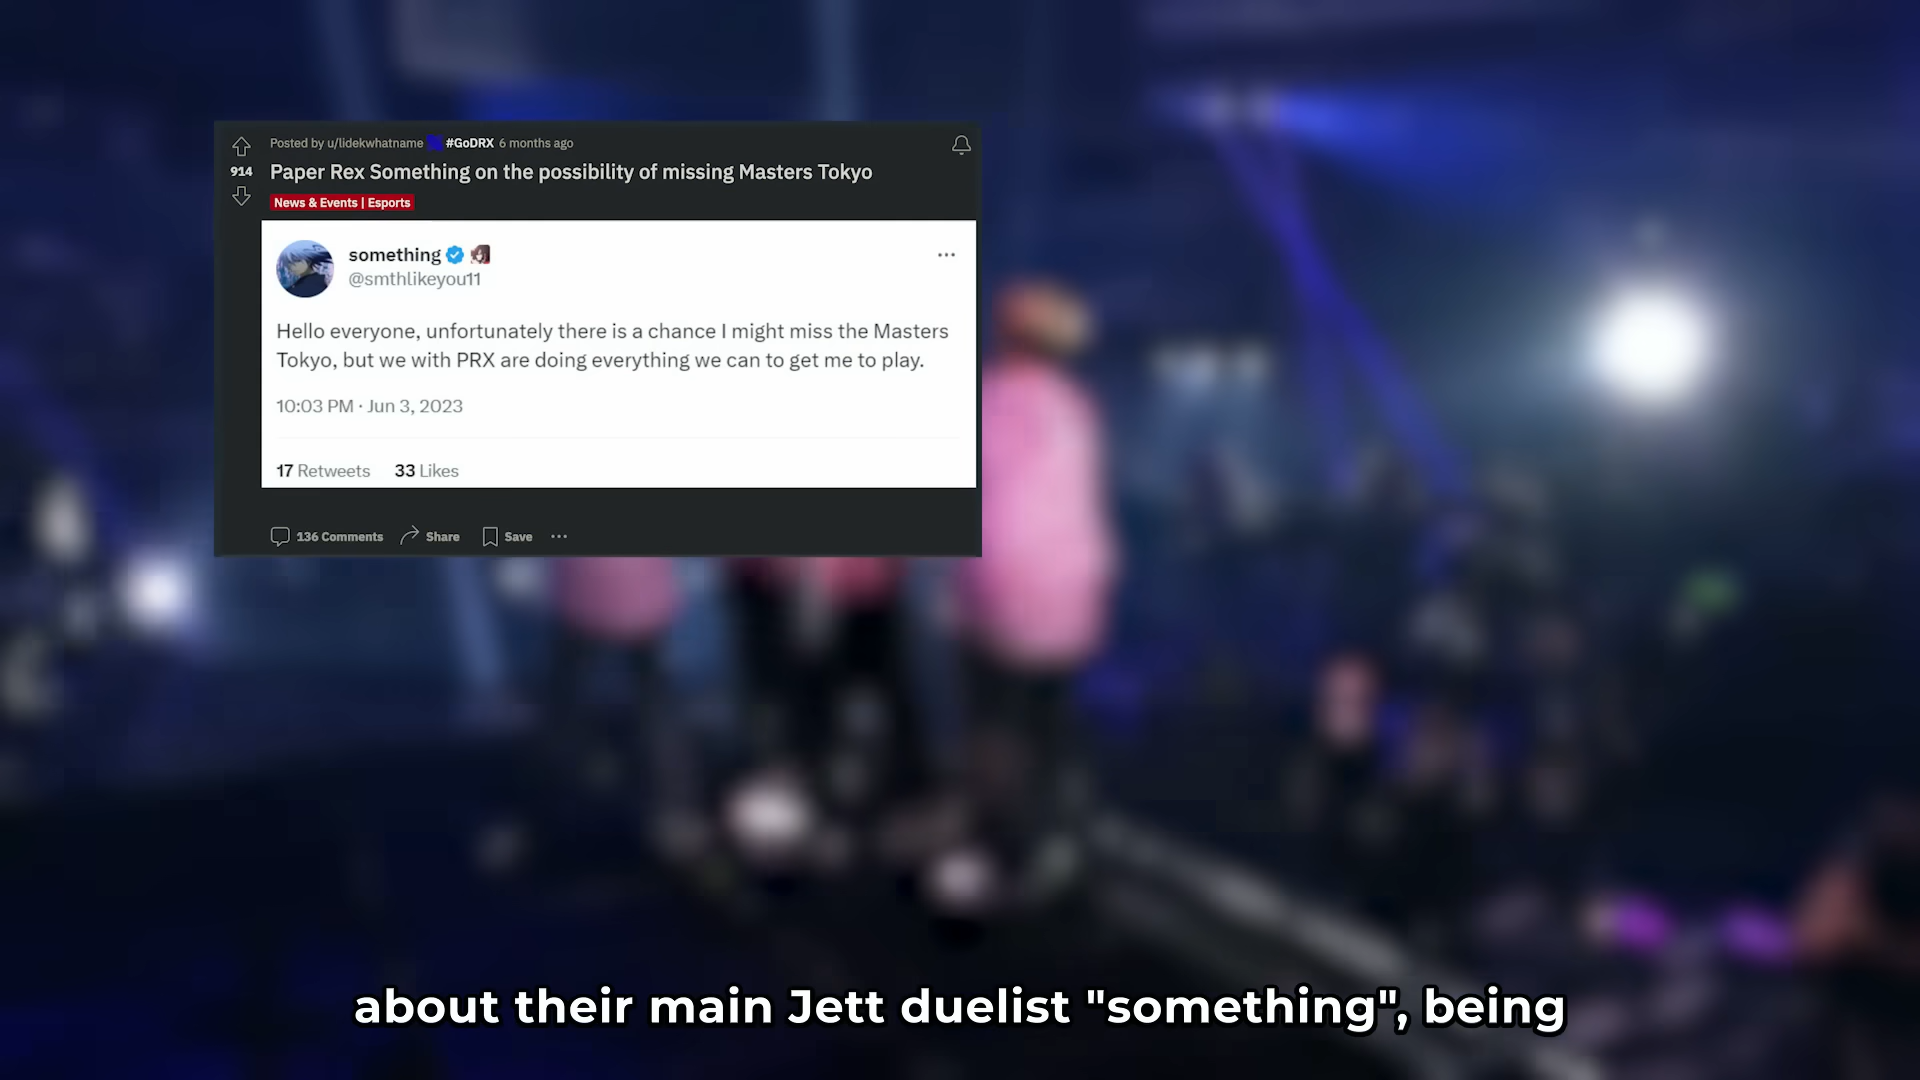 Posted by u/lidekwhatname #GoDRX 6 months ago
914
Paper Rex Something on the possibility of missing Masters Tokyo
News & Events | Esports
something
@smthlikeyou11
Hello everyone, unfortunately there is a chance I might miss the Masters
Tokyo, but we with PRX are doing everything we can to get me to play.
10:03 PM · Jun 3, 2023
17 Retweets 33 Likes
136 Comments Share Save
about their main Jett duelist "something", being